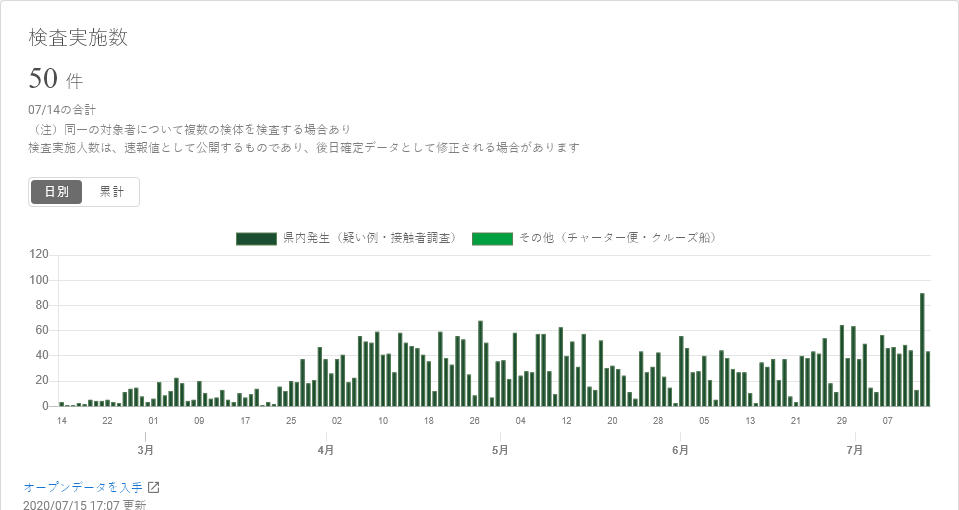 検査実施数
50 件
07/14の合計
（注）同一の対象者について複数の検体を検査する場合あり
検査実施人数は、速報値として公開するものであり、後日確定データとして修正される場合があります
日別 累計
県内発生（疑い例・接触者調査） その他（チャーター便・クルーズ船）
120
100
80
60
40
20
0
14 22 01 09 17 25 02 10 18 26 04 12 20 28 05 13 21 29 07
3月 4月 5月 6月 7月
オープンデータを入手
2020/07/15 17:07 更新